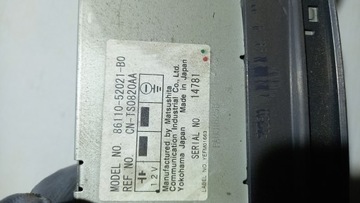 MODEL NO. 86110-52021-B0
REF NO. CN-TS0820AA
12V
Manufactured by Matsushita
Communication Industrial Co., Ltd.
Yokohama Japan Made in Japan
SERIAL NO. 14781